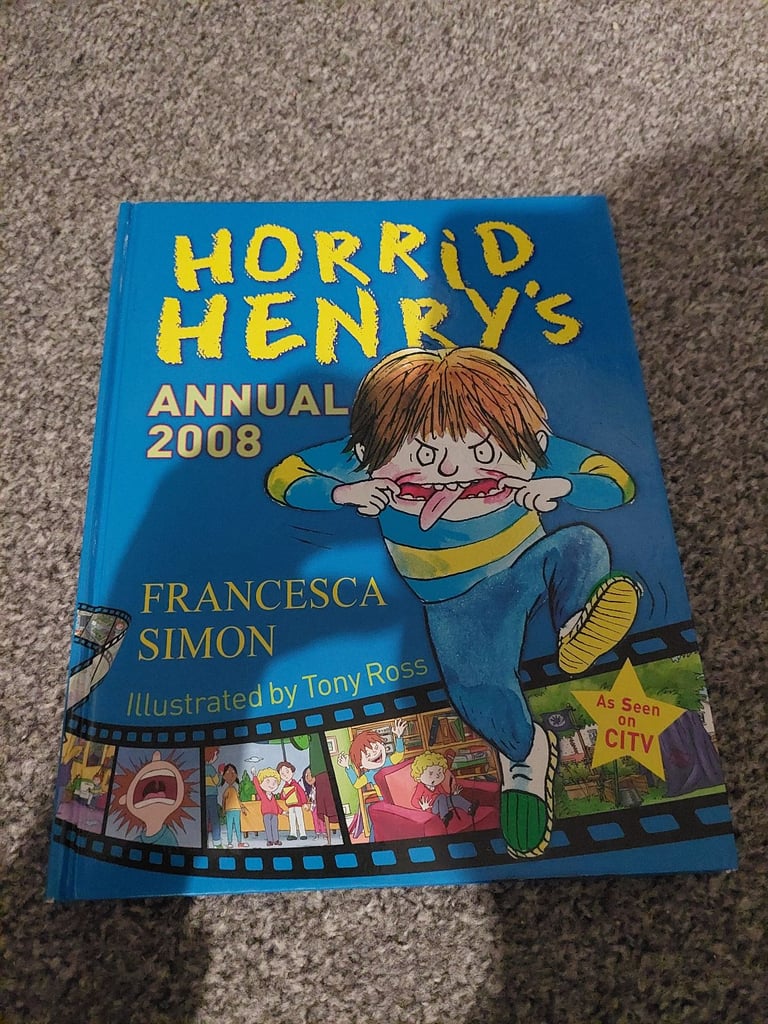 HORRiD
HENRY's
ANNUAL
2008
FRANCESCA
SIMON
Illustrated by Tony Ross
As Seen
on
CITV